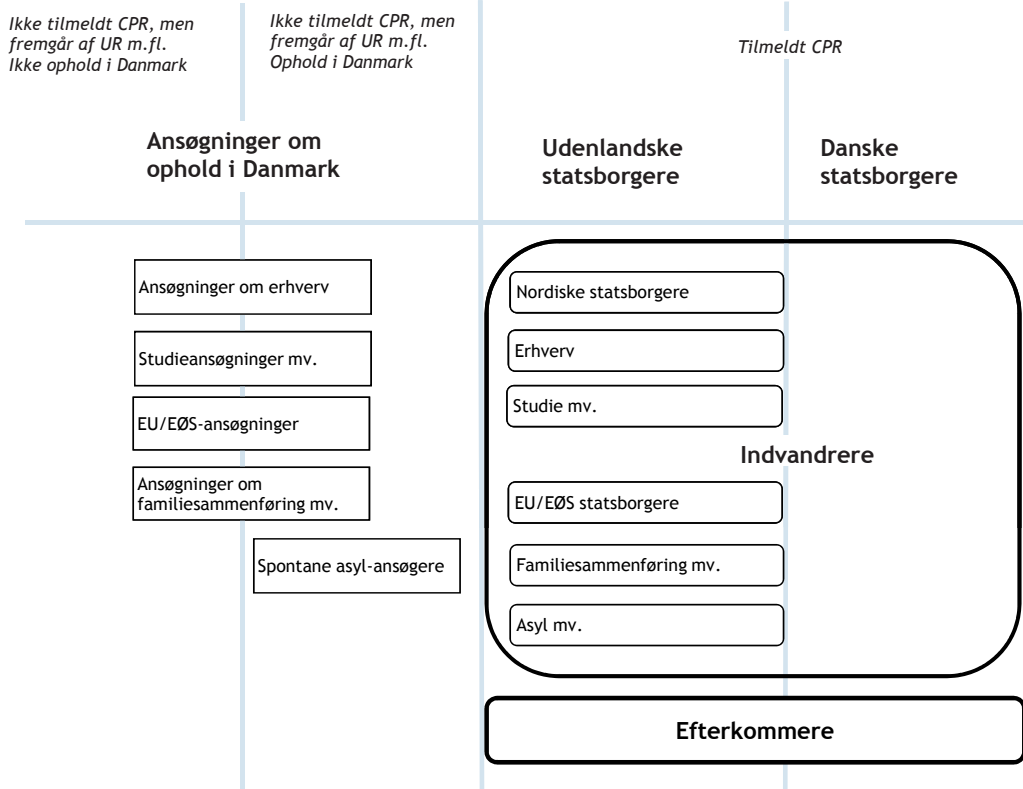 Ikke tilmeldt CPR, men
fremgår af UR m.fl.
Ikke ophold i Danmark
Ikke tilmeldt CPR, men
fremgår af UR m.fl.
Ophold i Danmark
Tilmeldt CPR
Ansøgninger om
ophold i Danmark
Udenlandske
statsborgere
Danske
statsborgere
Ansøgninger om erhverv
Studieansøgninger mv.
EU/EØS-ansøgninger
Ansøgninger om
familiesammenføring mv.
Spontane asyl-ansøgere
Nordiske statsborgere
Erhverv
Studie mv.
Indvandrere
EU/EØS statsborgere
Familiesammenføring mv.
Asyl mv.
Efterkommere